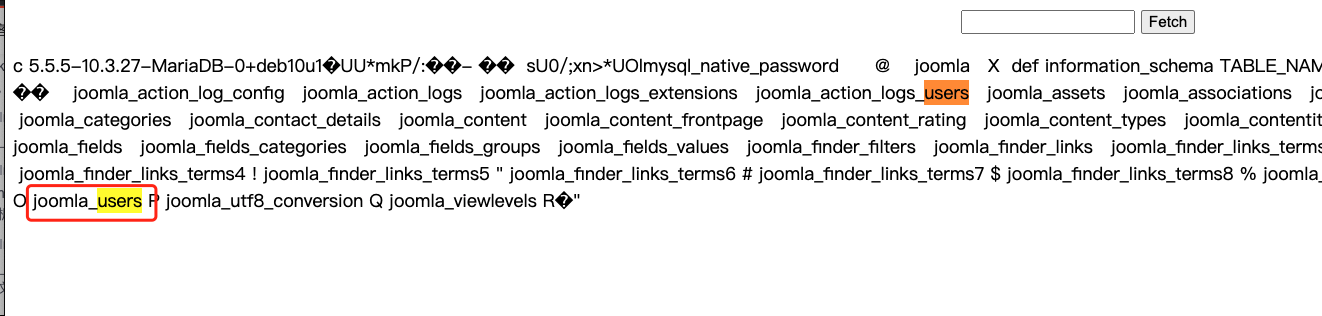 Fetch
c 5.5.5-10.3.27-MariaDB-0+deb10u1�UU*mkP/:��- �� sU0/;xn>*UOlmysql_native_password @ joomla X def information_schema TABLE_NAM
�� joomla_action_log_config joomla_action_logs joomla_action_logs_extensions joomla_action_logs_users joomla_assets joomla_associations jo
joomla_categories joomla_contact_details joomla_content joomla_content_frontpage joomla_content_rating joomla_content_types joomla_contentit
joomla_fields joomla_fields_categories joomla_fields_groups joomla_fields_values joomla_finder_filters joomla_finder_links joomla_finder_links_terms
joomla_finder_links_terms4 ! joomla_finder_links_terms5 " joomla_finder_links_terms6 # joomla_finder_links_terms7 $ joomla_finder_links_terms8 % joomla_
O joomla_users P joomla_utf8_conversion Q joomla_viewlevels R�"